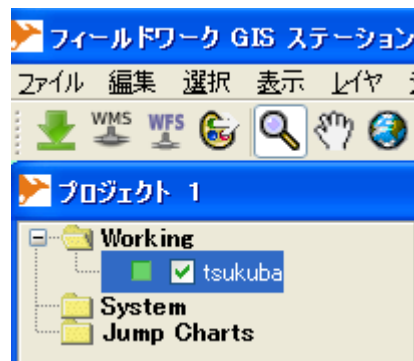 フィールドワーク GIS ステーション
ファイル 編集 選択 表示 レイヤ
WMS WFS
プロジェクト 1
Working
tsukuba
System
Jump Charts